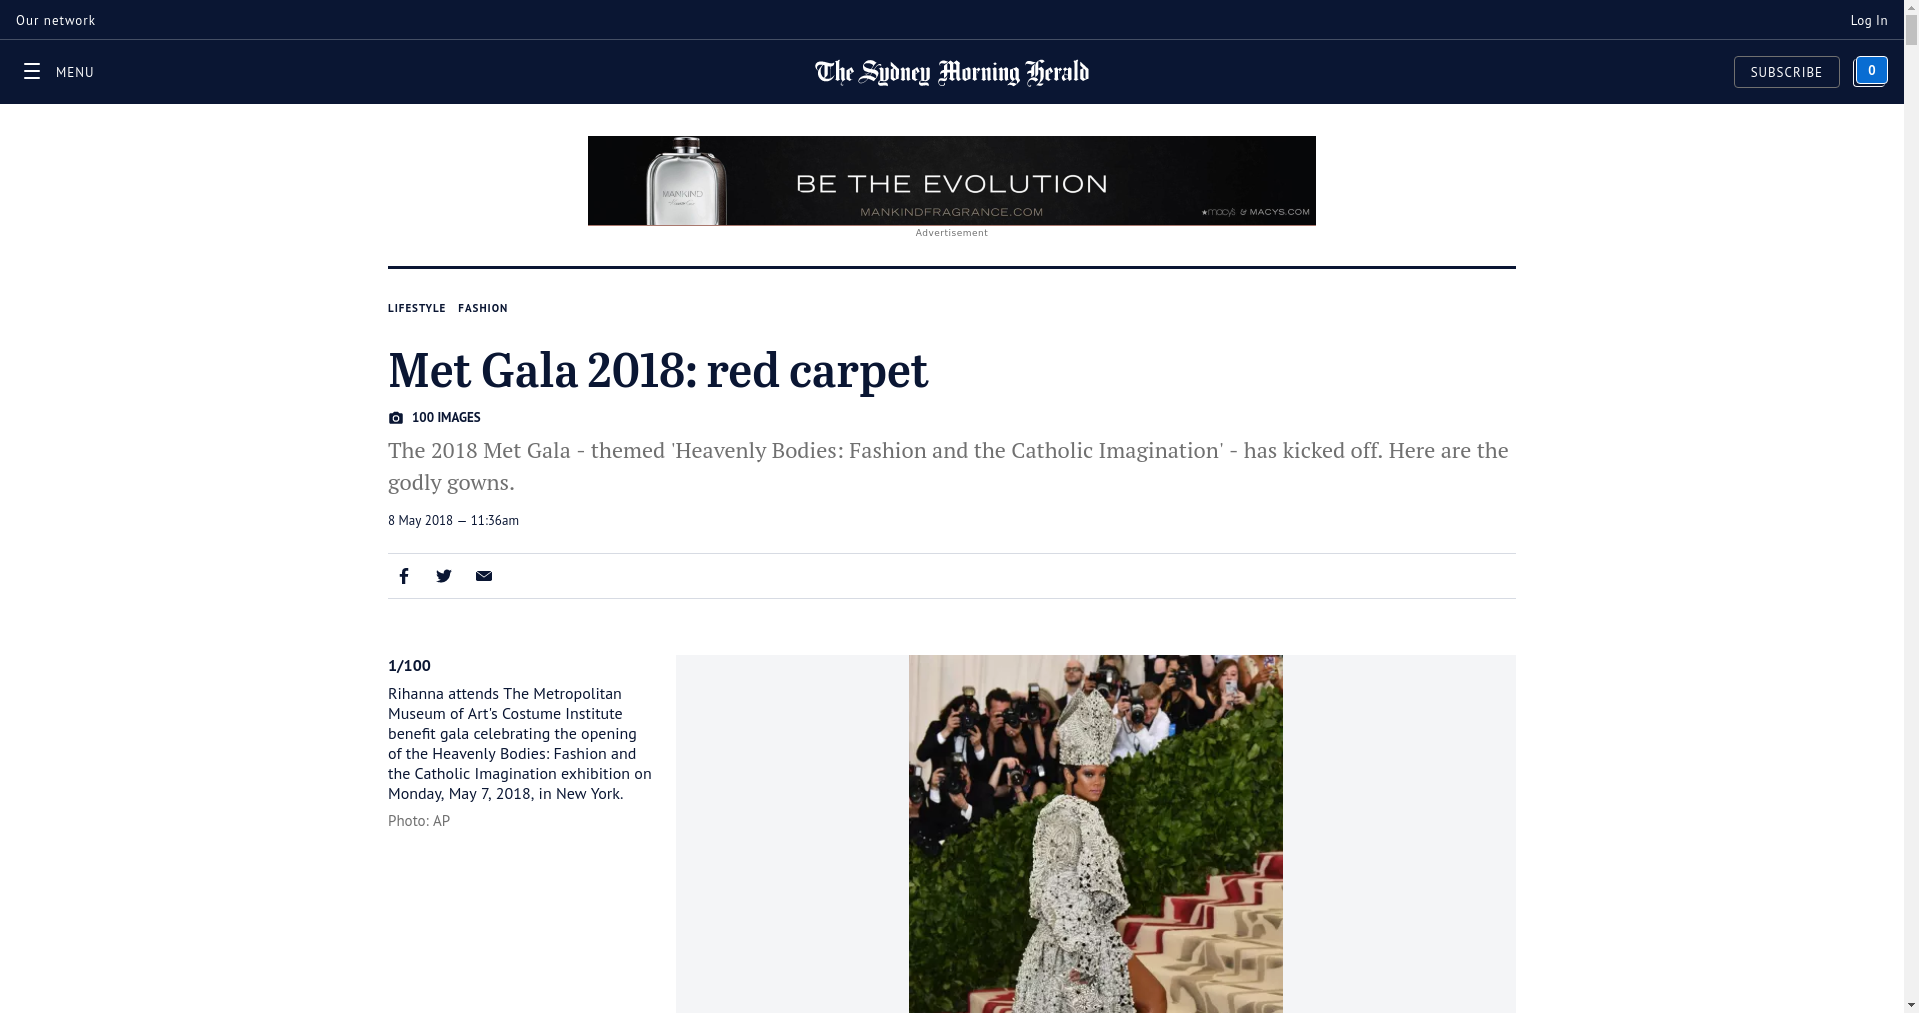 Our network
Log In
MENU
The Sydney Morning Herald
SUBSCRIBE
0
MANKIND
BE THE EVOLUTION
MANKINDFRAGRANCE.COM
macy's & MACYS.COM
Advertisement
LIFESTYLE FASHION
Met Gala 2018: red carpet
100 IMAGES
The 2018 Met Gala - themed 'Heavenly Bodies: Fashion and the Catholic Imagination' - has kicked off. Here are the
godly gowns.
8 May 2018 — 11:36am
1/100
Rihanna attends The Metropolitan
Museum of Art's Costume Institute
benefit gala celebrating the opening
of the Heavenly Bodies: Fashion and
the Catholic Imagination exhibition on
Monday, May 7, 2018, in New York.
Photo: AP